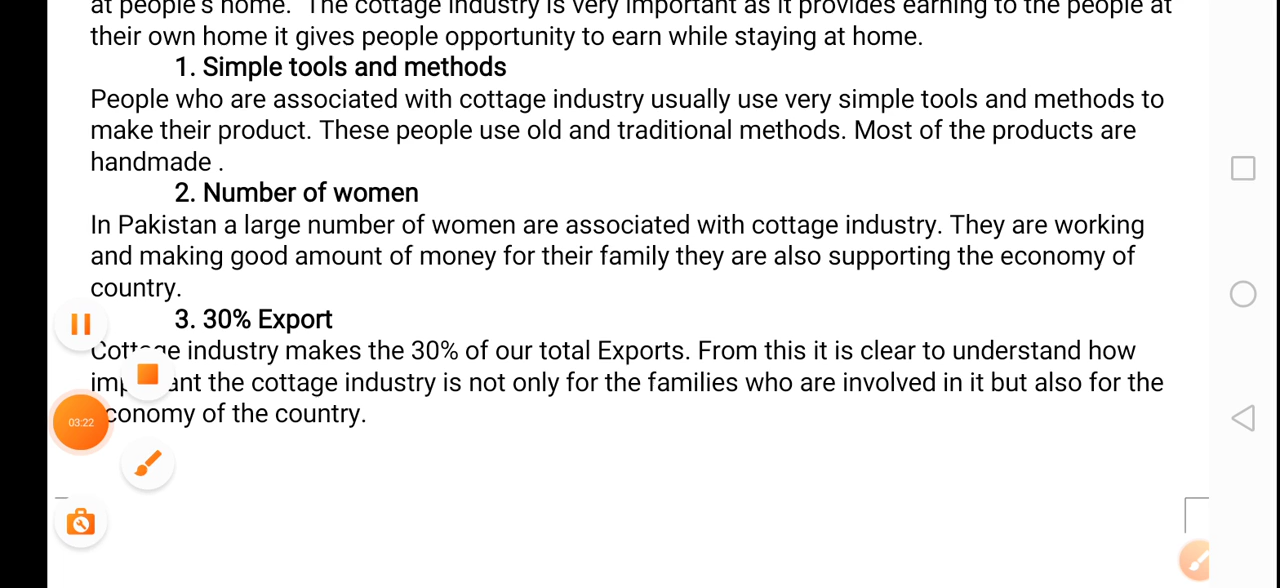 at people's home. The cottage industry is very important as it provides earning to the people at
their own home it gives people opportunity to earn while staying at home.
1. Simple tools and methods
People who are associated with cottage industry usually use very simple tools and methods to
make their product. These people use old and traditional methods. Most of the products are
handmade .
2. Number of women
In Pakistan a large number of women are associated with cottage industry. They are working
and making good amount of money for their family they are also supporting the economy of
country.
3. 30% Export
Cottage industry makes the 30% of our total Exports. From this it is clear to understand how
important the cottage industry is not only for the families who are involved in it but also for the
economy of the country.
03:22